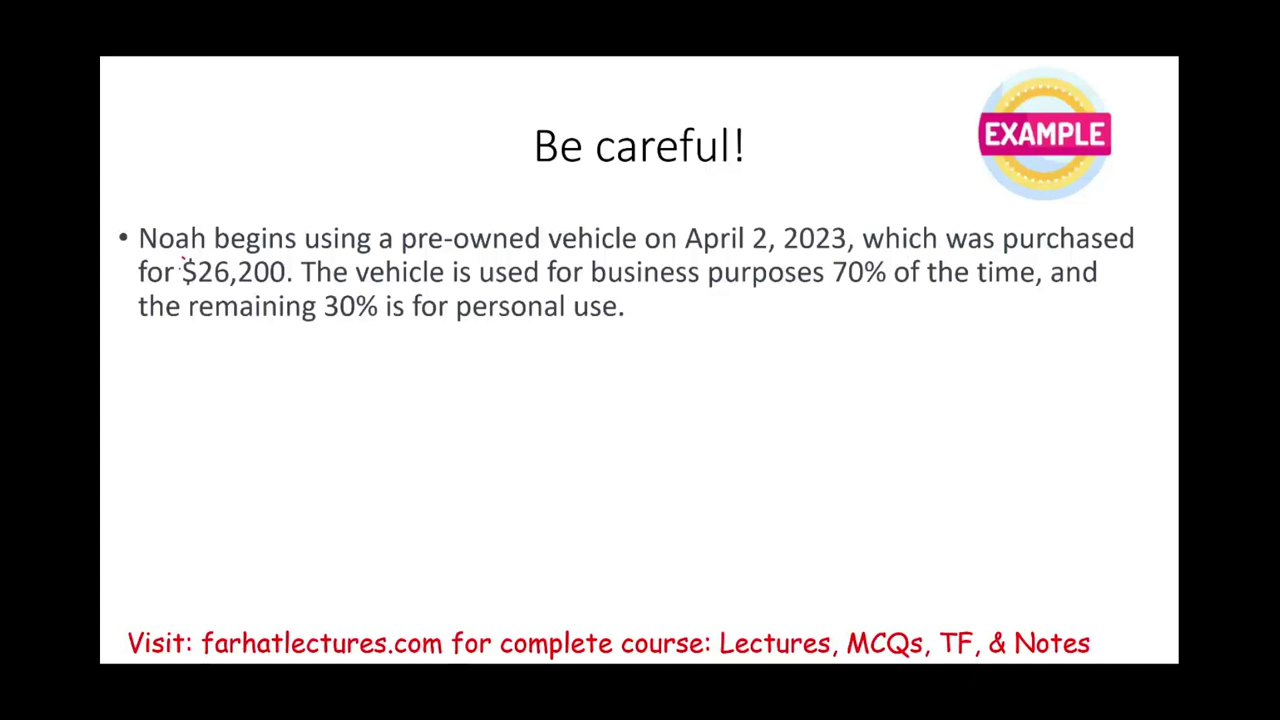 EXAMPLE
Be careful!
• Noah begins using a pre-owned vehicle on April 2, 2023, which was purchased
for $26,200. The vehicle is used for business purposes 70% of the time, and
the remaining 30% is for personal use.
Visit: farhatlectures.com for complete course: Lectures, MCQs, TF, & Notes